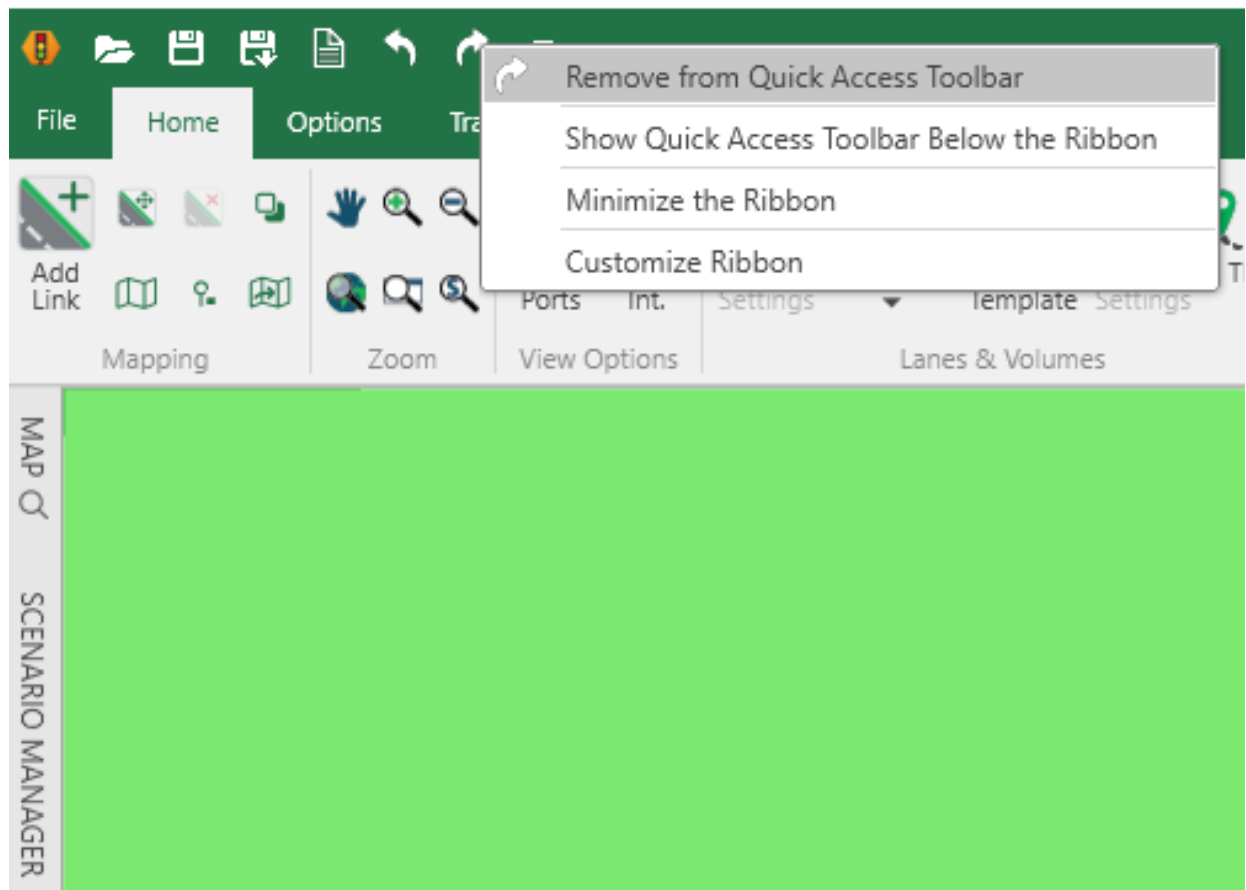 Remove from Quick Access Toolbar
File Home Options Tra
Show Quick Access Toolbar Below the Ribbon
Minimize the Ribbon
Customize Ribbon
Add
Link
Ports Int. Settings Template Settings
Mapping Zoom View Options Lanes & Volumes
MAP
SCENARIO MANAGER